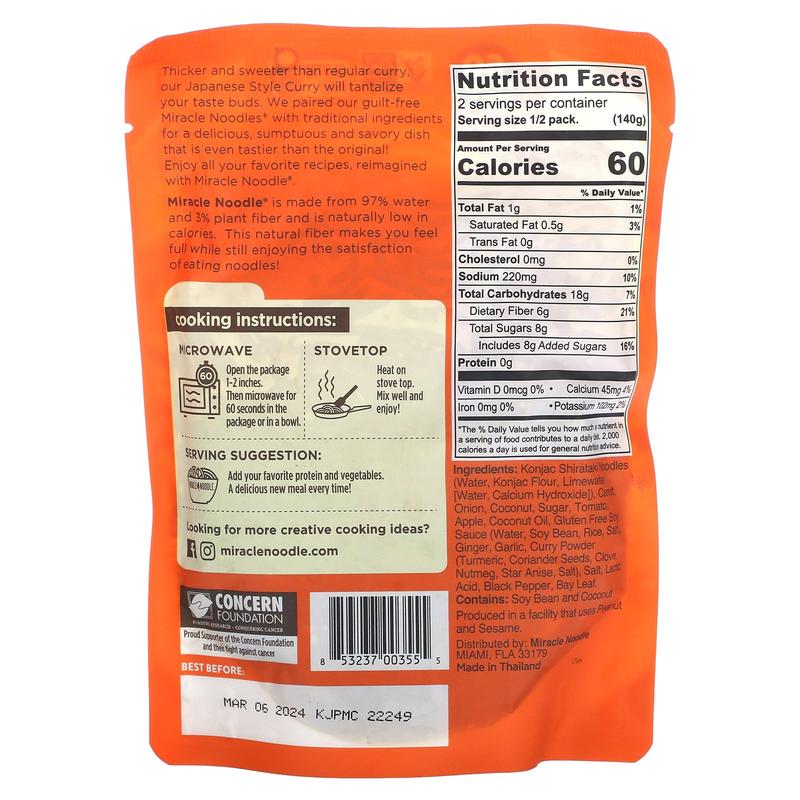 Thicker and sweeter than regular curry,
our Japanese Style Curry will tantalize
your taste buds. We paired our guilt-free
Miracle Noodles® with traditional ingredients
for a delicious, sumptuous and savory dish
that is even tastier than the original!
Enjoy all your favorite recipes, reimagined
with Miracle Noodle®.
Miracle Noodle® is made from 97% water
and 3% plant fiber and is naturally low in
calories. This natural fiber makes you feel
full while still enjoying the satisfaction
of eating noodles!
cooking instructions:
MICROWAVE
60
Open the package
1-2 inches.
Then microwave for
60 seconds in the
package or in a bowl.
STOVETOP
Heat on
stove top.
Mix well and
enjoy!
SERVING SUGGESTION:
MIRACLE NOODLE
Add your favorite protein and vegetables.
A delicious new meal every time!
Looking for more creative cooking ideas?
miraclenoodle.com
CONCERN
FOUNDATION
FUNDING RESEARCH - CONQUERING CANCER
Proud Supporter of the Concern Foundation
and their fight against cancer
8 53237 00355 5
BEST BEFORE:
MAR 06 2024 KJPMC 22249
Nutrition Facts
2 servings per container
Serving size 1/2 pack. (140g)
Amount Per Serving
Calories 60
% Daily Value*
Total Fat 1g 1%
Saturated Fat 0.5g 3%
Trans Fat 0g
Cholesterol 0mg 0%
Sodium 220mg 10%
Total Carbohydrates 18g 7%
Dietary Fiber 6g 21%
Total Sugars 8g
Includes 8g Added Sugars 16%
Protein 0g
Vitamin D 0mcg 0% • Calcium 45mg 4%
Iron 0mg 0% • Potassium 102mg 2%
*The % Daily Value tells you how much a nutrient in
a serving of food contributes to a daily diet. 2,000
calories a day is used for general nutrition advice.
Ingredients: Konjac Shirataki Noodles
(Water, Konjac Flour, Limewater
[Water, Calcium Hydroxide]), Carrot,
Onion, Coconut, Sugar, Tomato,
Apple, Coconut Oil, Gluten Free Soy
Sauce (Water, Soy Bean, Rice, Salt),
Ginger, Garlic, Curry Powder
(Turmeric, Coriander Seeds, Clove,
Nutmeg, Star Anise, Salt), Salt, Lactic
Acid, Black Pepper, Bay Leaf.
Contains: Soy Bean and Coconut
Produced in a facility that uses Peanut
and Sesame.
Distributed by: Miracle Noodle
MIAMI, FLA 33179
Made in Thailand